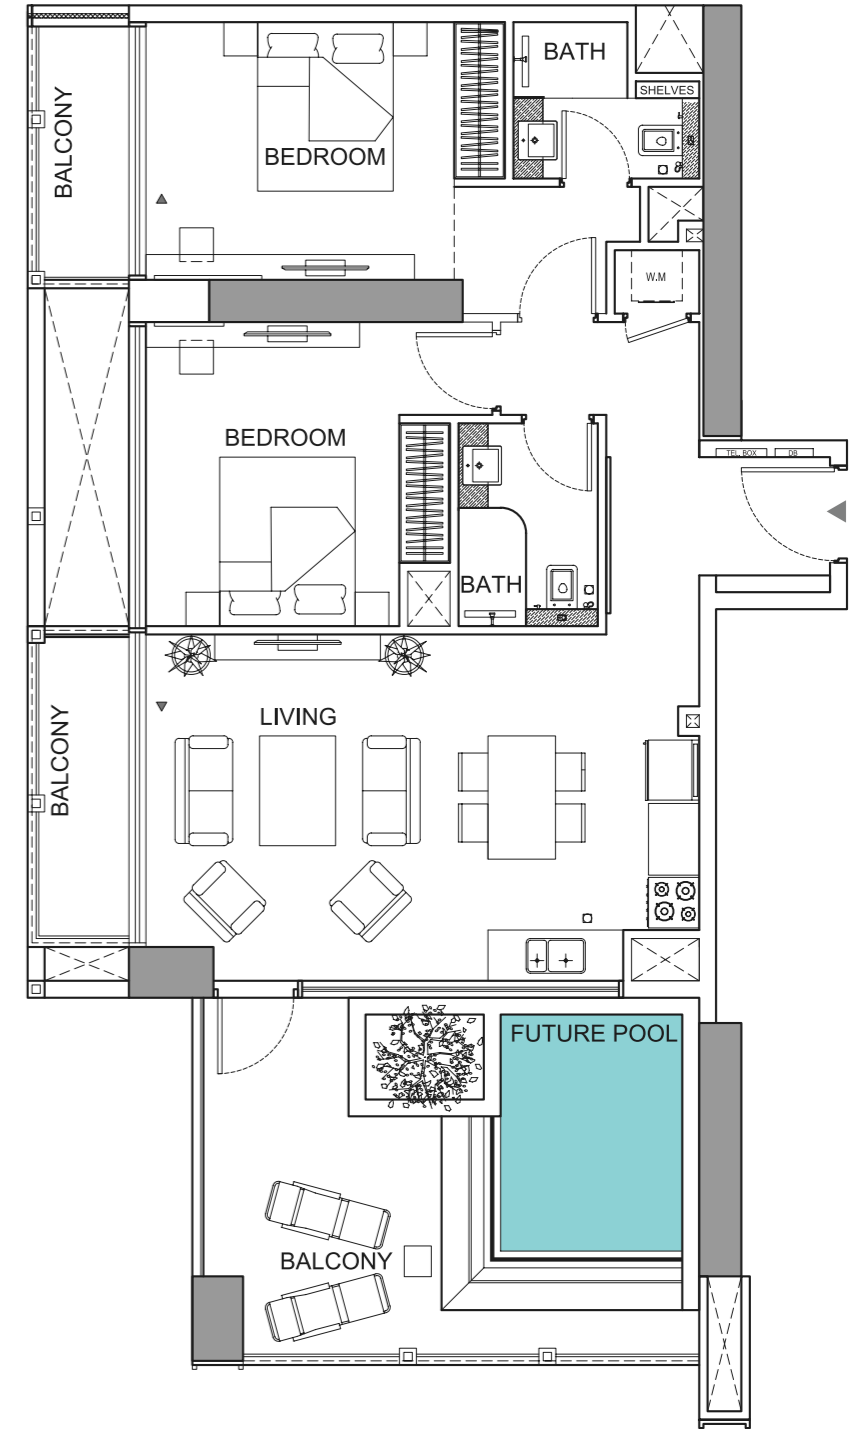 BATH
SHELVES
BALCONY
BEDROOM
W.M
BEDROOM
TEL. BOX
DB
BATH
LIVING
BALCONY
FUTURE POOL
BALCONY